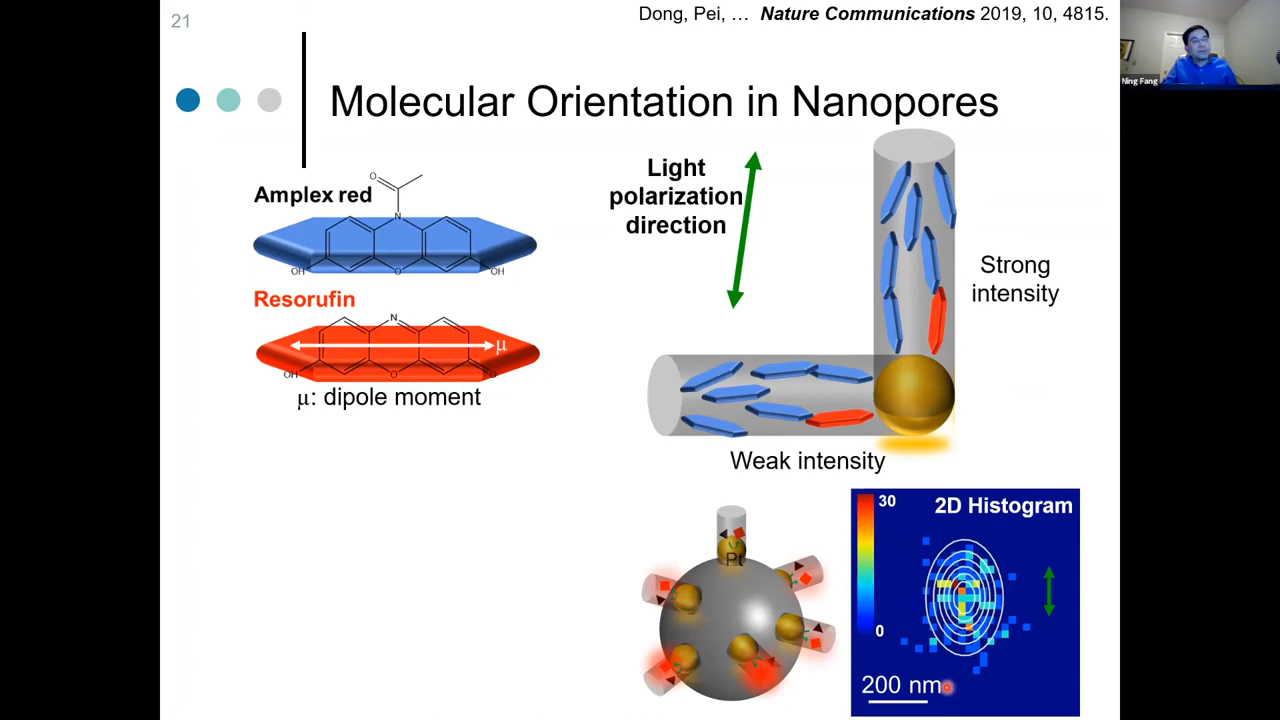 21
Dong, Pei, … Nature Communications 2019, 10, 4815.
Ning Fang
Molecular Orientation in Nanopores
Amplex red
O
N
OH
O
OH
Resorufin
N
μ
OH
O
O
μ: dipole moment
Light
polarization
direction
Strong
intensity
Weak intensity
Pt
30
2D Histogram
0
200 nm